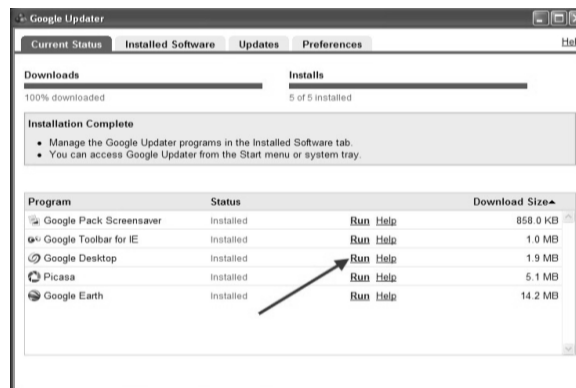 Google Updater
Current Status Installed Software Updates Preferences
Downloads Installs
100% downloaded 5 of 5 installed
Installation Complete
• Manage the Google Updater programs in the Installed Software tab.
• You can access Google Updater from the Start menu or system tray.
Program Status Download Size
Google Pack Screensaver Installed Run Help 858.0 KB
Google Toolbar for IE Installed Run Help 1.0 MB
Google Desktop Installed Run Help 1.9 MB
Picasa Installed Run Help 5.1 MB
Google Earth Installed Run Help 14.2 MB